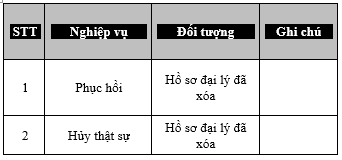 STT Nghiệp vụ Đối tượng Ghi chú
1 Phục hồi Hồ sơ đại lý đã
xóa
2 Hủy thật sự Hồ sơ đại lý đã
xóa